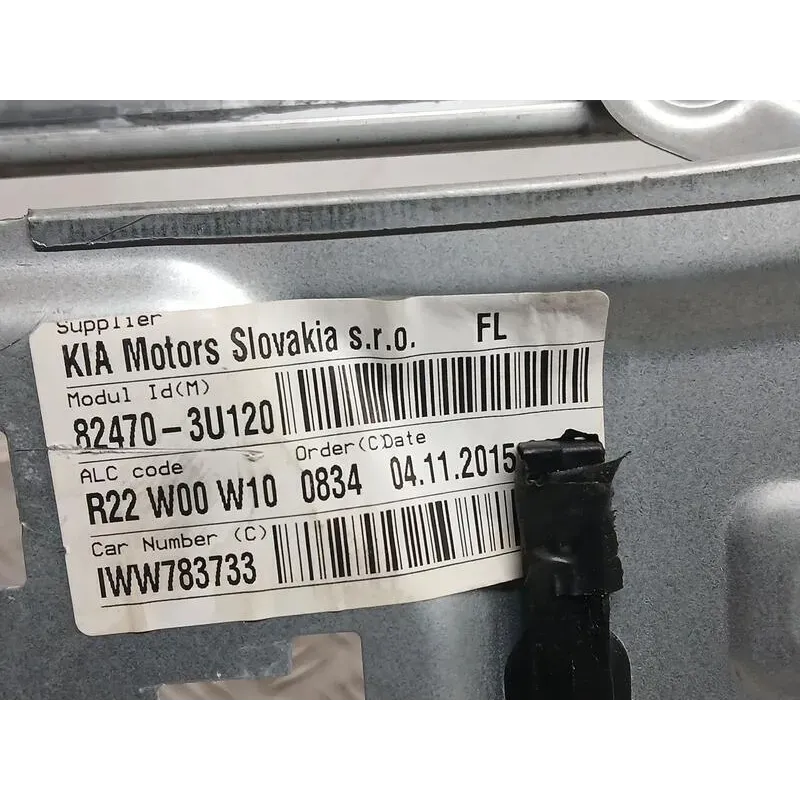 Supplier
KIA Motors Slovakia s.r.o. FL
Modul Id(M)
82470-3U120
ALC code Order(C)Date
R22 W00 W10 0834 04.11.2015
Car Number (C)
IWW783733